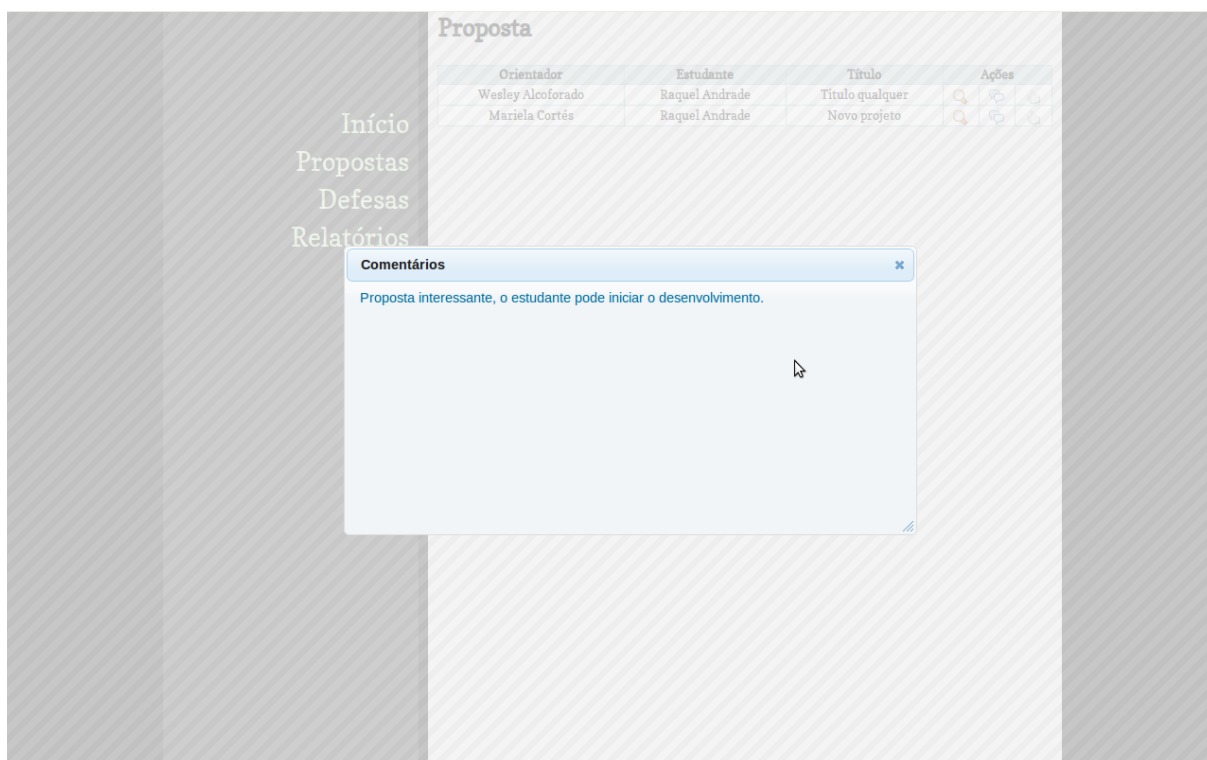 Proposta
Orientador Estudante Título Ações
Wesley Alcoforado Raquel Andrade Titulo qualquer
Mariela Cortés Raquel Andrade Novo projeto
Início
Propostas
Defesas
Relatórios
Comentários
Proposta interessante, o estudante pode iniciar o desenvolvimento.